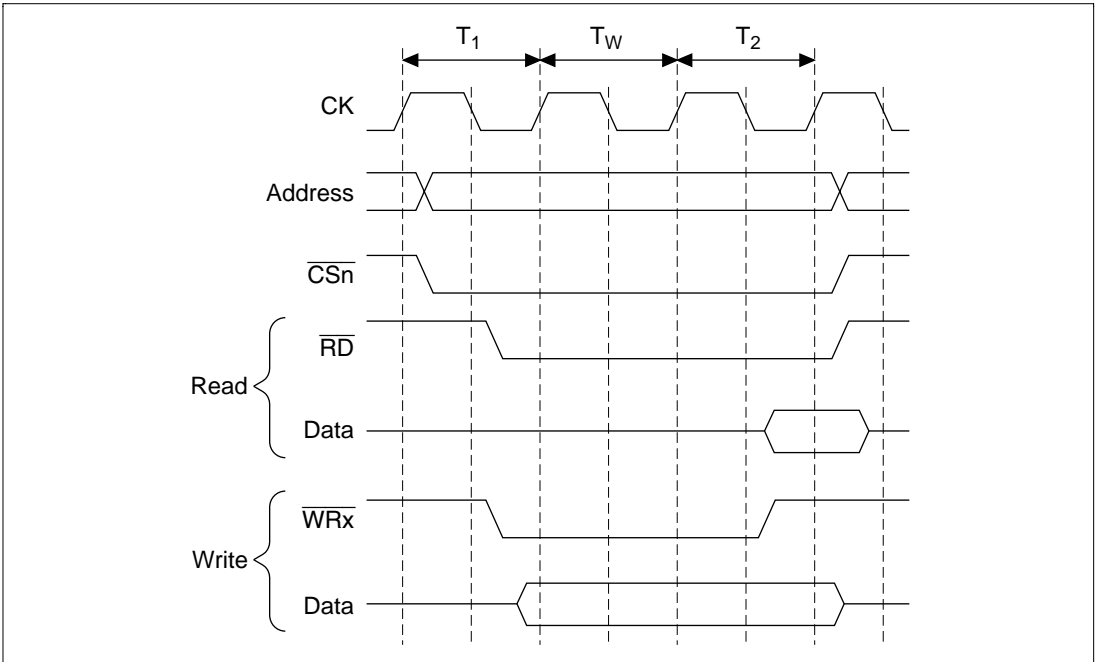 T1 TW T2
CK
Address
CSn
RD
Read
Data
WRx
Write
Data